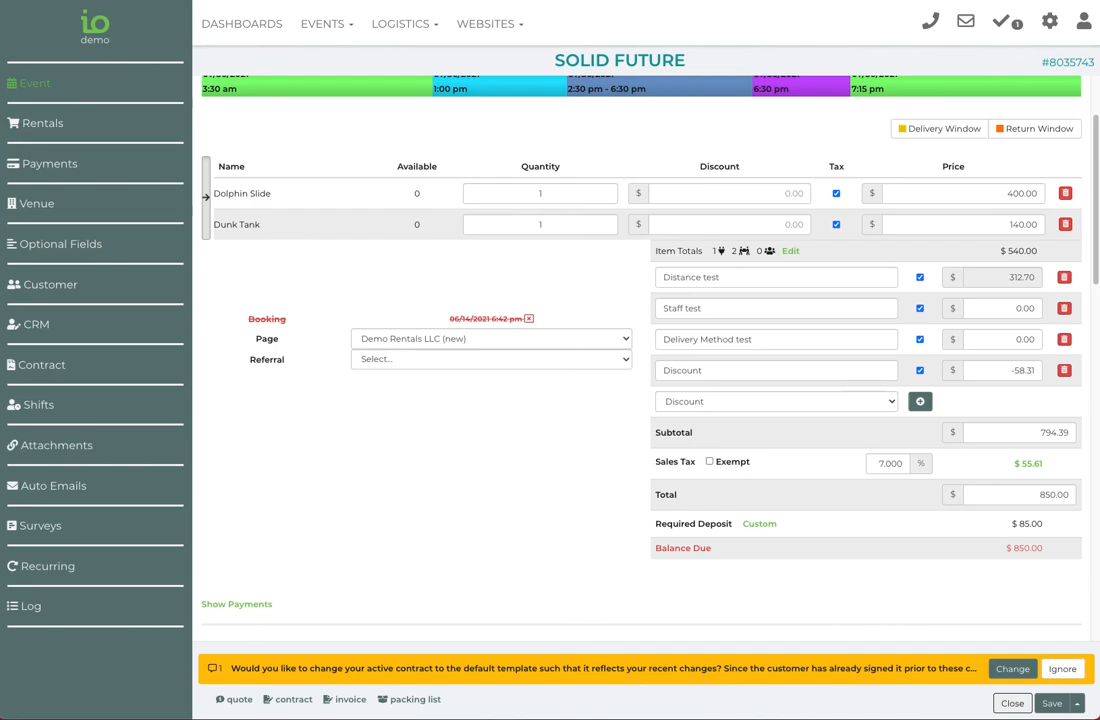 io
demo
DASHBOARDS EVENTS LOGISTICS WEBSITES
1
SOLID FUTURE
#8035743
3:30 am 1:00 pm 2:30 pm - 6:30 pm 6:30 pm 7:15 pm
Event
Rentals
Payments
Venue
Optional Fields
Customer
CRM
Contract
Shifts
Attachments
Auto Emails
Surveys
Recurring
Log
Delivery Window Return Window
Name Available Quantity Discount Tax Price
Dolphin Slide 0 1 $ 0.00 $ 400.00
Dunk Tank 0 1 $ 0.00 $ 140.00
Item Totals 1 2 0 Edit $ 540.00
Distance test $ 312.70
Staff test $ 0.00
Delivery Method test $ 0.00
Discount $ -58.31
Discount
Booking 06/14/2021 6:42 pm
Page Demo Rentals LLC (new)
Referral Select...
Subtotal $ 794.39
Sales Tax Exempt 7.000 % $ 55.61
Total $ 850.00
Required Deposit Custom $ 85.00
Balance Due $ 850.00
Show Payments
1 Would you like to change your active contract to the default template such that it reflects your recent changes? Since the customer has already signed it prior to these c... Change Ignore
quote contract invoice packing list
Close Save